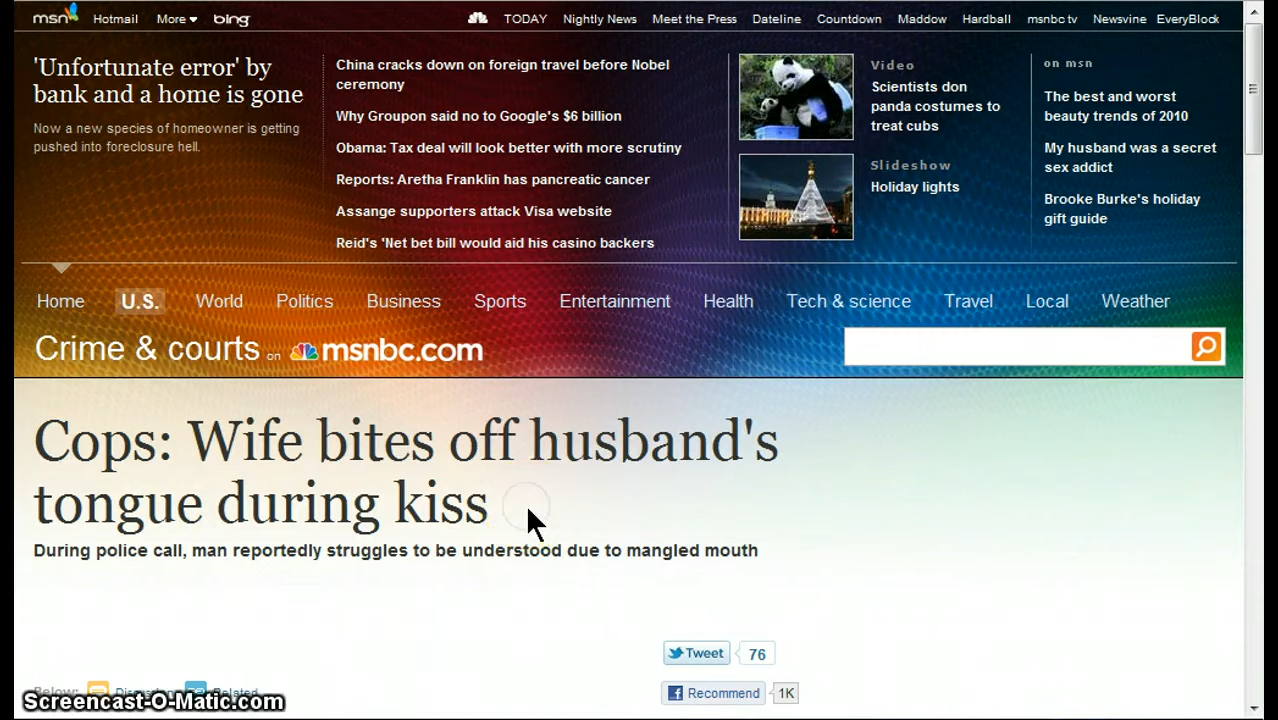 msn Hotmail More bing TODAY Nightly News Meet the Press Dateline Countdown Maddow Hardball msnbc tv Newsvine EveryBlock
'Unfortunate error' by
bank and a home is gone
Now a new species of homeowner is getting
pushed into foreclosure hell.
China cracks down on foreign travel before Nobel
ceremony
Why Groupon said no to Google's $6 billion
Obama: Tax deal will look better with more scrutiny
Reports: Aretha Franklin has pancreatic cancer
Assange supporters attack Visa website
Reid's 'Net bet bill would aid his casino backers
Video
Scientists don
panda costumes to
treat cubs
Slideshow
Holiday lights
on msn
The best and worst
beauty trends of 2010
My husband was a secret
sex addict
Brooke Burke's holiday
gift guide
Home U.S. World Politics Business Sports Entertainment Health Tech & science Travel Local Weather
Crime & courts on msnbc.com
Cops: Wife bites off husband's
tongue during kiss
During police call, man reportedly struggles to be understood due to mangled mouth
Tweet 76
Below: Discussion Related
Recommend 1K
Screencast-O-Matic.com